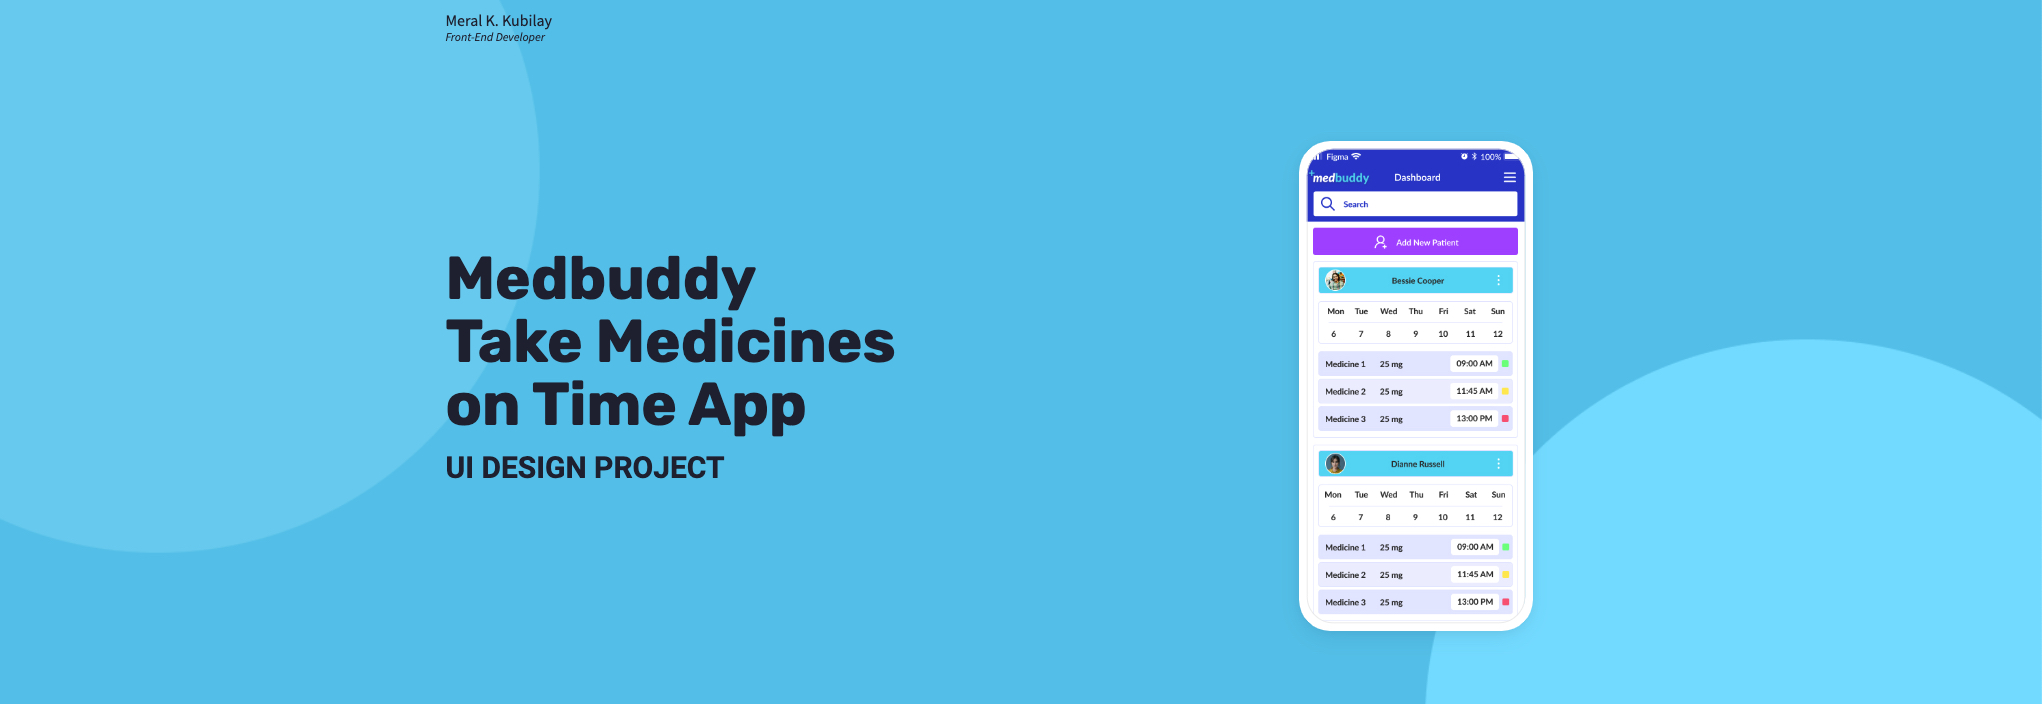 Meral K. Kubilay
Front-End Developer
Medbuddy
Take Medicines
on Time App
UI DESIGN PROJECT
Figma 100%
medbuddy Dashboard
Search
Add New Patient
Bessie Cooper
Mon Tue Wed Thu Fri Sat Sun
6 7 8 9 10 11 12
Medicine 1 25 mg 09:00 AM
Medicine 2 25 mg 11:45 AM
Medicine 3 25 mg 13:00 PM
Dianne Russell
Mon Tue Wed Thu Fri Sat Sun
6 7 8 9 10 11 12
Medicine 1 25 mg 09:00 AM
Medicine 2 25 mg 11:45 AM
Medicine 3 25 mg 13:00 PM